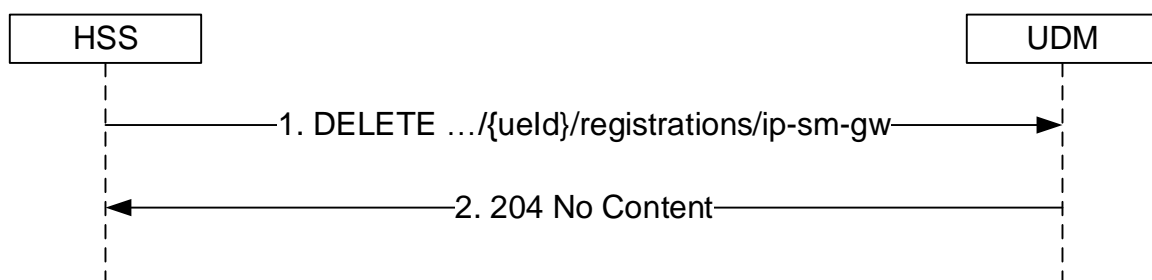 HSS
UDM
1. DELETE …/{ueId}/registrations/ip-sm-gw
2. 204 No Content